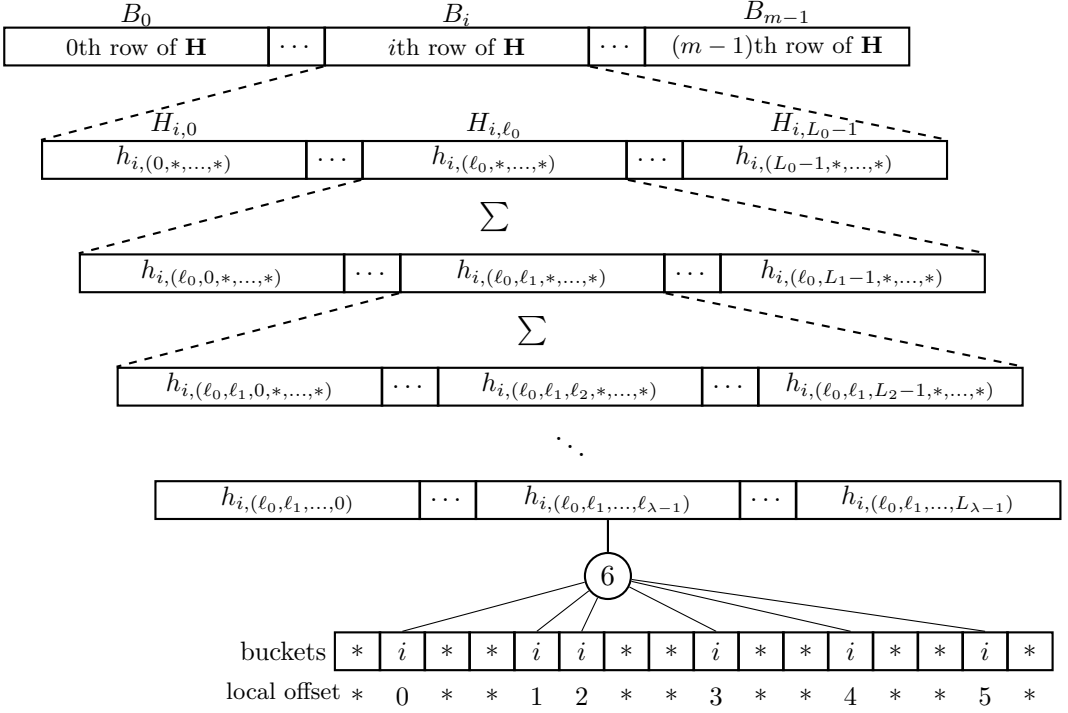 B_0 B_i B_{m−1}
0th row of H ⋯ ith row of H ⋯ (m − 1)th row of H
H_{i,0} H_{i,ℓ_0} H_{i,L_0−1}
h_{i,(0,∗,...,∗)} ⋯ h_{i,(ℓ_0,∗,...,∗)} ⋯ h_{i,(L_0−1,∗,...,∗)}
∑
h_{i,(ℓ_0,0,∗,...,∗)} ⋯ h_{i,(ℓ_0,ℓ_1,∗,...,∗)} ⋯ h_{i,(ℓ_0,L_1−1,∗,...,∗)}
∑
h_{i,(ℓ_0,ℓ_1,0,∗,...,∗)} ⋯ h_{i,(ℓ_0,ℓ_1,ℓ_2,∗,...,∗)} ⋯ h_{i,(ℓ_0,ℓ_1,L_2−1,∗,...,∗)}
⋱
h_{i,(ℓ_0,ℓ_1,...,0)} ⋯ h_{i,(ℓ_0,ℓ_1,...,ℓ_{λ−1})} ⋯ h_{i,(ℓ_0,ℓ_1,...,L_{λ−1})}
6
buckets ∗ i ∗ ∗ i i ∗ ∗ i ∗ ∗ i ∗ ∗ i ∗
local offset ∗ 0 ∗ ∗ 1 2 ∗ ∗ 3 ∗ ∗ 4 ∗ ∗ 5 ∗